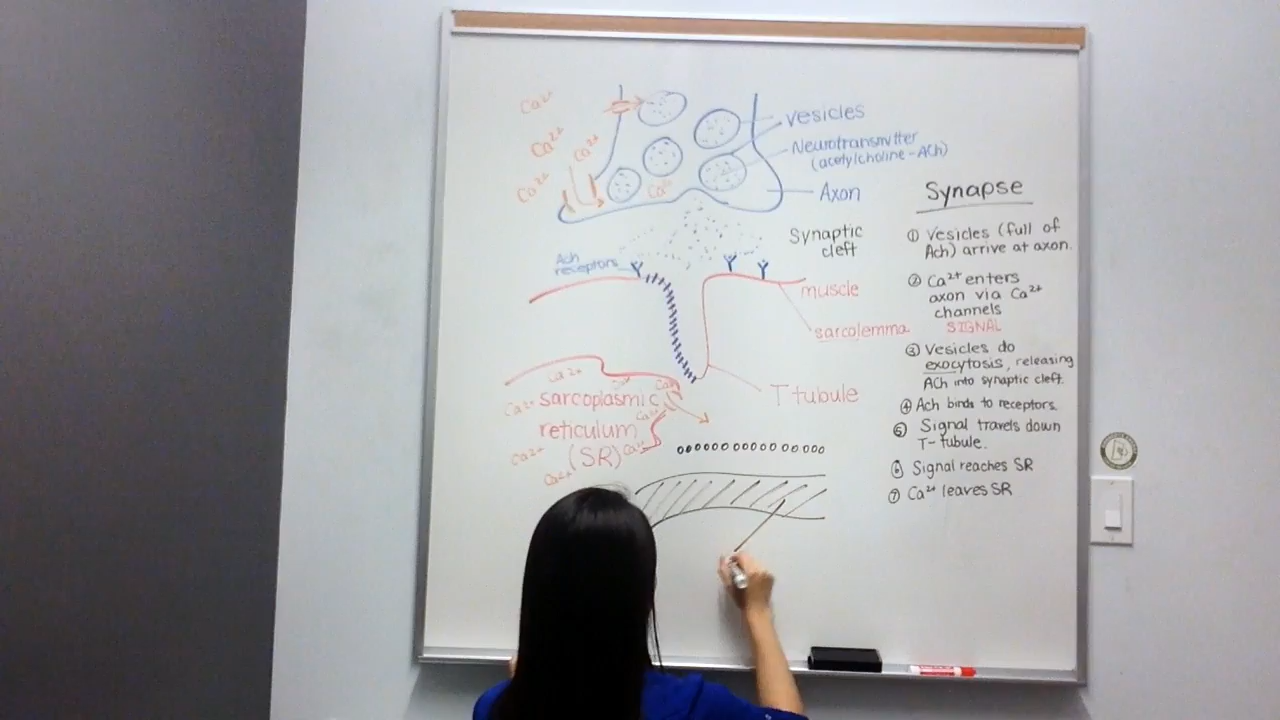 Ca2+
Ca2+
Ca2+
Ca2+
Ca2+
vesicles
Neurotransmitter
(acetylcholine-ACh)
Axon
Synaptic
cleft
Ach
receptors
muscle
sarcolemma
T-tubule
Ca2+
Ca2+
Ca2+ sarcoplasmic
Ca2+
reticulum
Ca2+ (SR) Ca2+
Ca2+
Synapse
① Vesicles (full of
Ach) arrive at axon.
② Ca2+ enters
axon via Ca2+
channels
SIGNAL
③ Vesicles do
exocytosis, releasing
ACh into synaptic cleft.
④ Ach binds to receptors.
⑤ Signal travels down
T-tubule.
⑥ Signal reaches SR
⑦ Ca2+ leaves SR